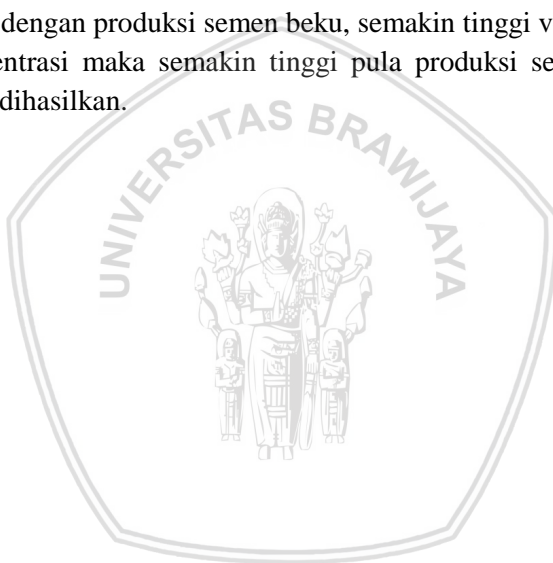 dengan produksi semen beku, semakin tinggi v
entrasi maka semakin tinggi pula produksi se
dihasilkan.
UNIVERSITAS BRAWIJAYA